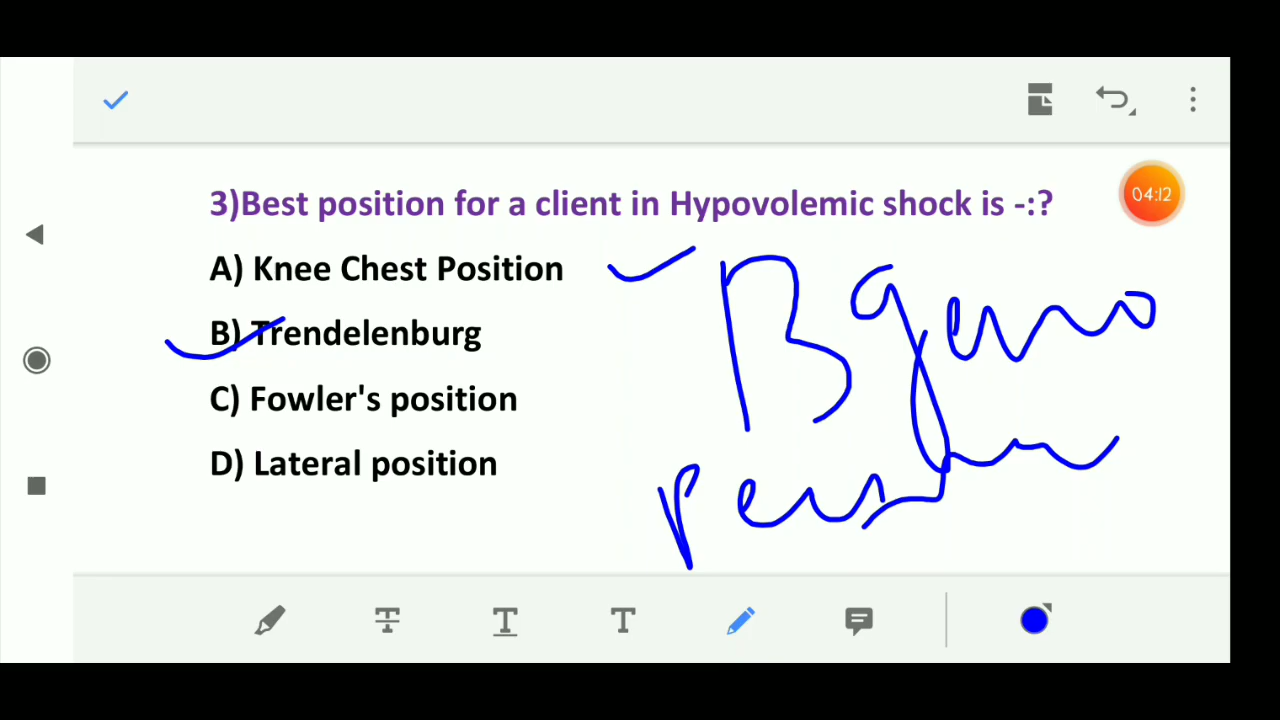 04:12
3)Best position for a client in Hypovolemic shock is -:?
A) Knee Chest Position
B) Trendelenburg
C) Fowler's position
D) Lateral position